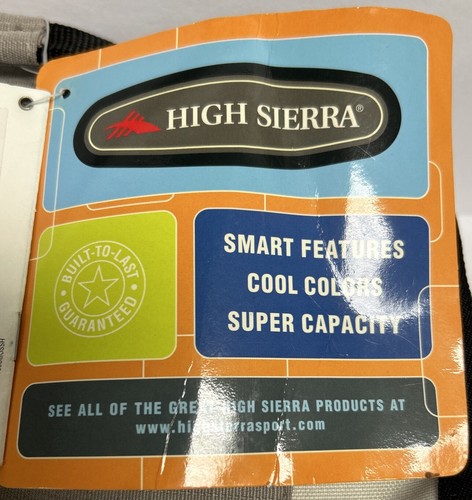 HIGH SIERRA®
BUILT-TO-LAST
GUARANTEED
SMART FEATURES
COOL COLORS
SUPER CAPACITY
SEE ALL OF THE GREAT HIGH SIERRA PRODUCTS AT
www.highsierrasport.com